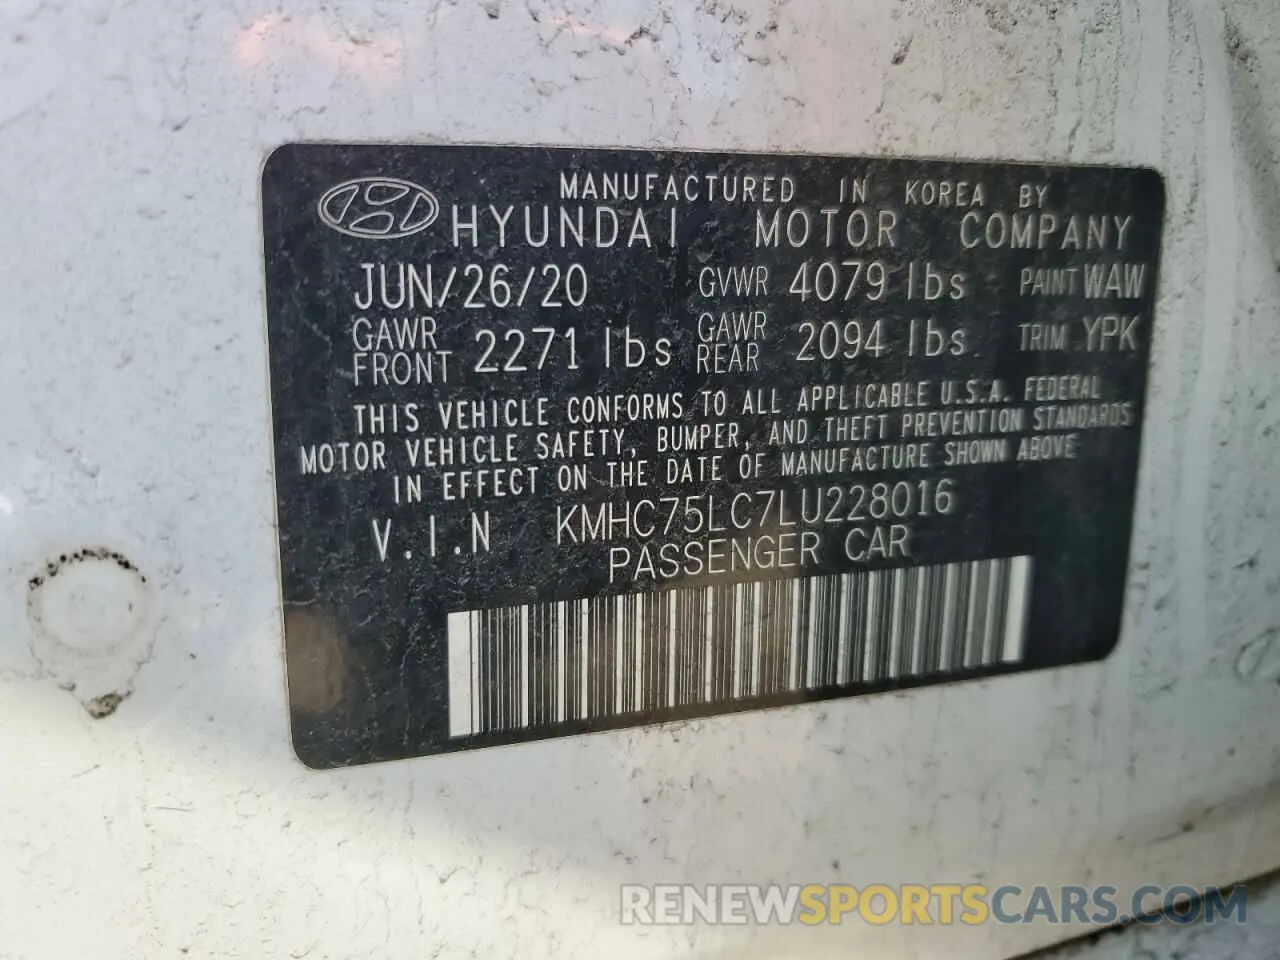 MANUFACTURED IN KOREA BY
HYUNDAI MOTOR COMPANY
JUN/26/20 GVWR 4079 lbs PAINT WAW
GAWR FRONT 2271 lbs GAWR REAR 2094 lbs TRIM YPK
THIS VEHICLE CONFORMS TO ALL APPLICABLE U.S.A. FEDERAL
MOTOR VEHICLE SAFETY, BUMPER, AND THEFT PREVENTION STANDARDS
IN EFFECT ON THE DATE OF MANUFACTURE SHOWN ABOVE
V.I.N KMHC75LC7LU228016
PASSENGER CAR
RENEWSPORTSCARS.COM